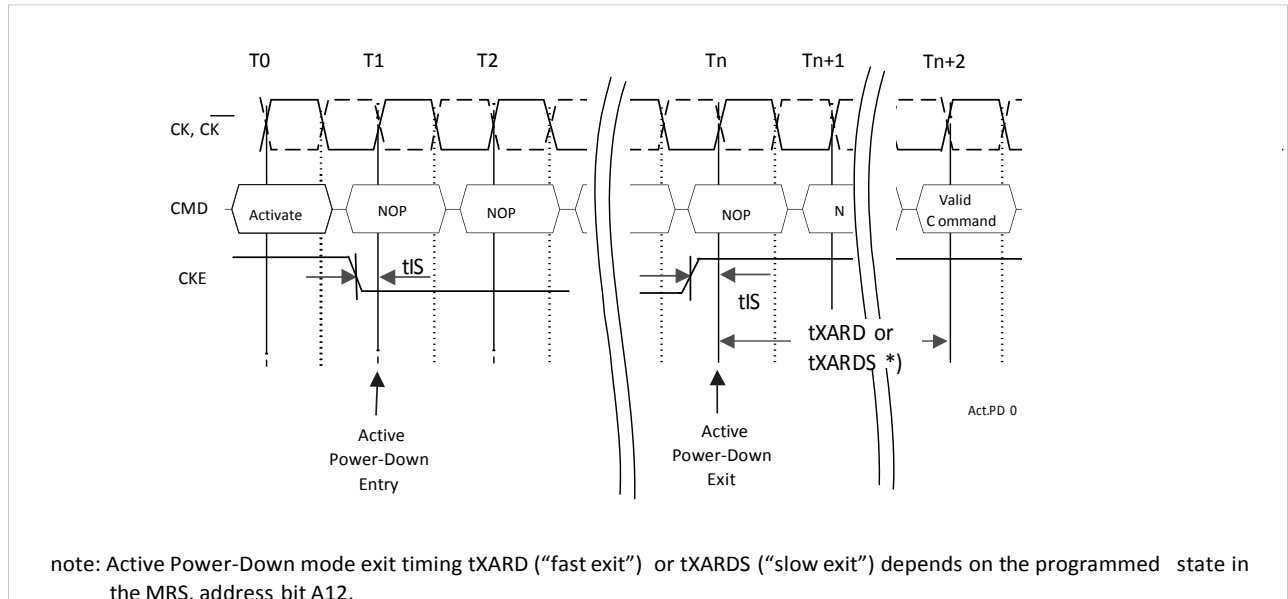 T0 T1 T2 Tn Tn+1 Tn+2
CK, CK
CMD Activate NOP NOP NOP N Valid
Command
CKE tIS
tIS
tXARD or
tXARDS *)
Act.PD 0
Active
Power-Down
Entry
Active
Power-Down
Exit
note: Active Power-Down mode exit timing tXARD (“fast exit”) or tXARDS (“slow exit”) depends on the programmed state in
the MRS, address bit A12.